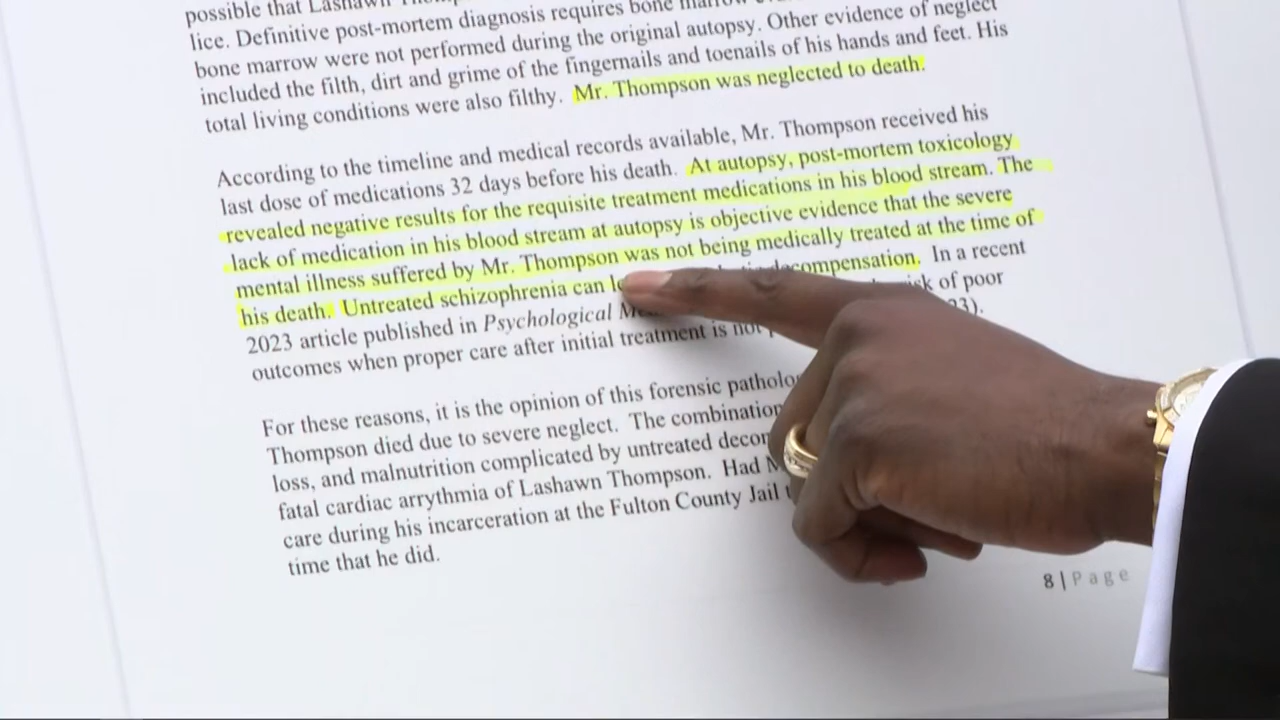 possible that Lashawn
lice. Definitive post-mortem diagnosis requires bone marrow
bone marrow were not performed during the original autopsy. Other evidence of neglect
included the filth, dirt and grime of the fingernails and toenails of his hands and feet. His
total living conditions were also filthy. Mr. Thompson was neglected to death.
According to the timeline and medical records available, Mr. Thompson received his
last dose of medications 32 days before his death. At autopsy, post-mortem toxicology
revealed negative results for the requisite treatment medications in his blood stream. The
lack of medication in his blood stream at autopsy is objective evidence that the severe
mental illness suffered by Mr. Thompson was not being medically treated at the time of
his death. Untreated schizophrenia can decompensation. In a recent
2023 article published in Psychological of poor
outcomes when proper care after initial treatment is
For these reasons, it is the opinion of this forensic
Thompson died due to severe neglect. The combination
loss, and malnutrition complicated by untreated
fatal cardiac arrythmia of Lashawn Thompson. Had
care during his incarceration at the Fulton County Jail
time that he did.
8 | Page